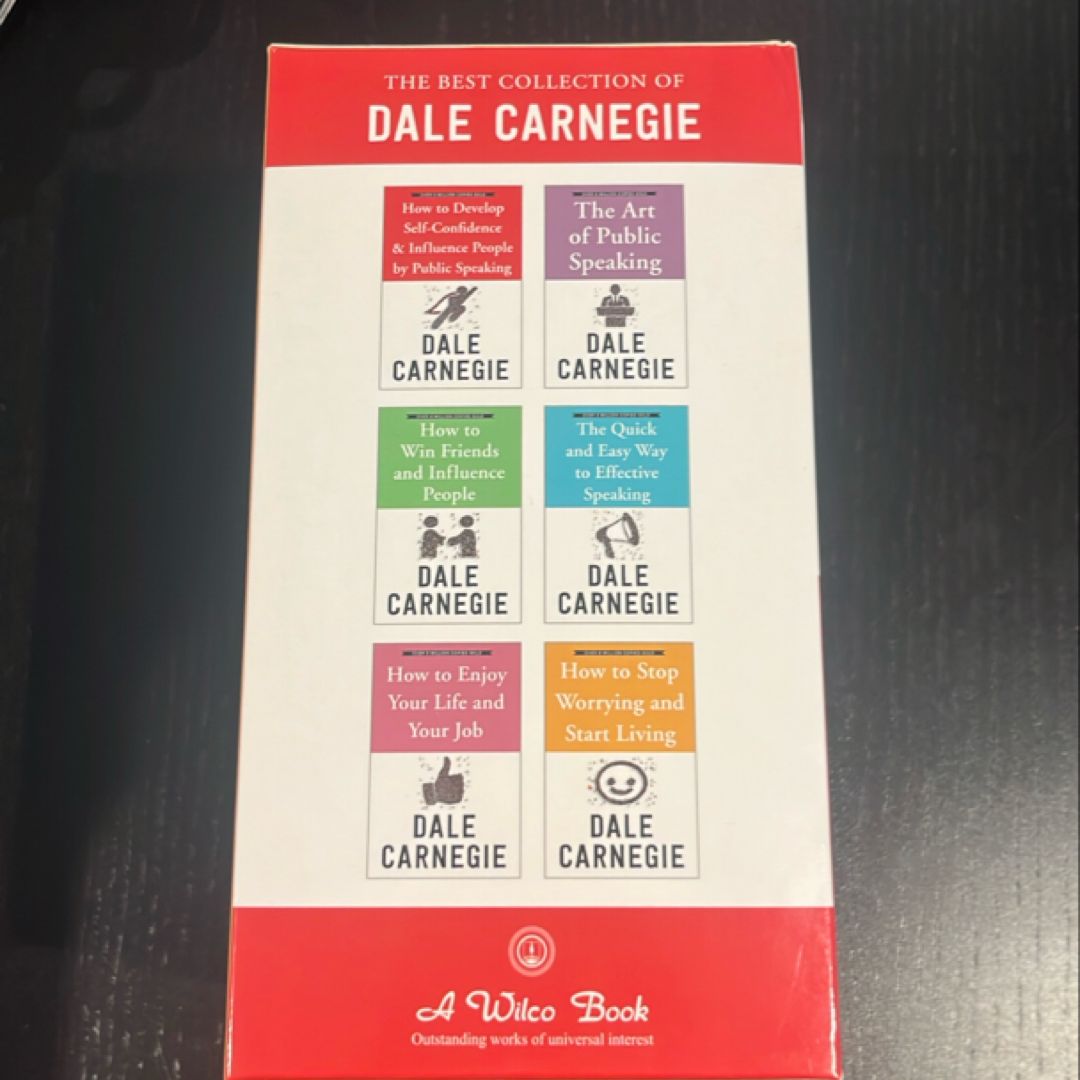 THE BEST COLLECTION OF
DALE CARNEGIE
How to Develop
Self-Confidence
& Influence People
by Public Speaking
DALE
CARNEGIE
The Art
of Public
Speaking
DALE
CARNEGIE
How to
Win Friends
and Influence
People
DALE
CARNEGIE
The Quick
and Easy Way
to Effective
Speaking
DALE
CARNEGIE
How to Enjoy
Your Life and
Your Job
DALE
CARNEGIE
How to Stop
Worrying and
Start Living
DALE
CARNEGIE
A Wilco Book
Outstanding works of universal interest